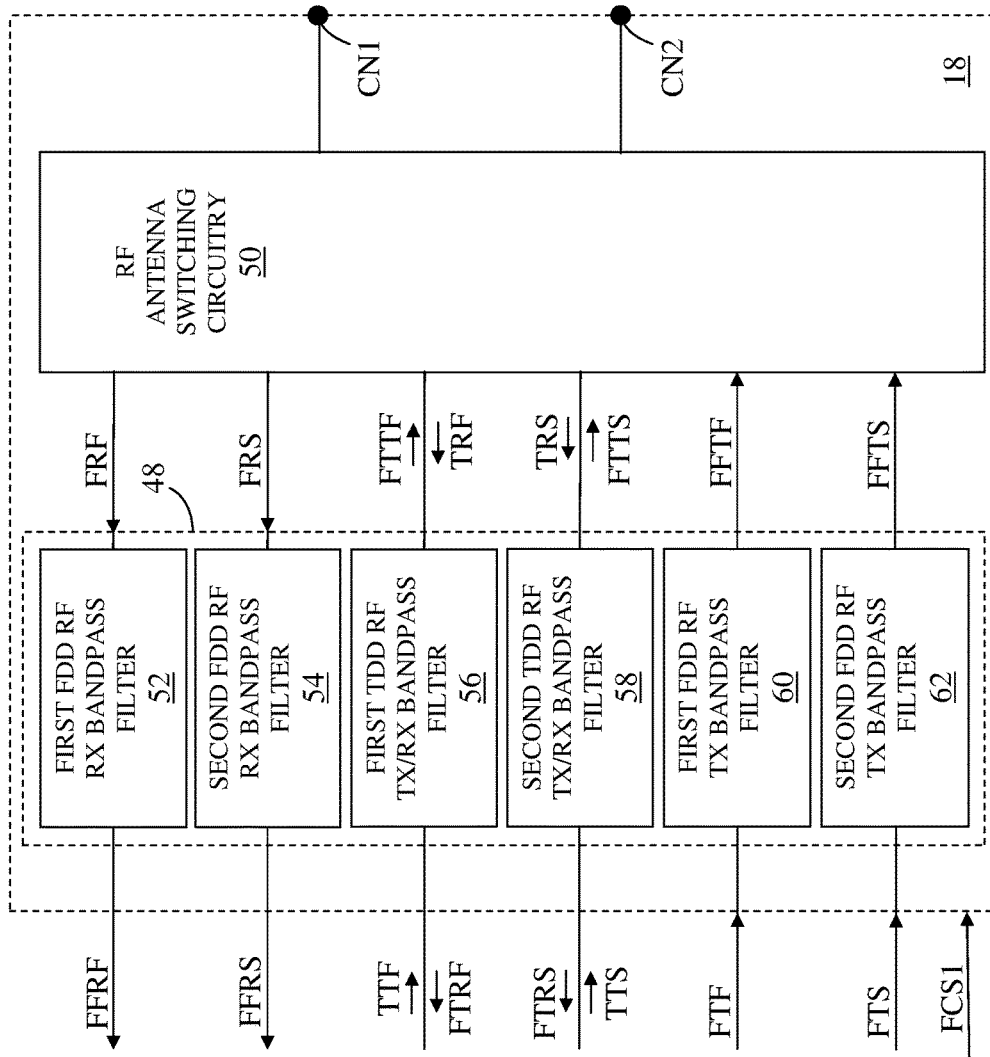 FFRF
FIRST FDD RF
RX BANDPASS
FILTER
52
FRF
RF
ANTENNA
SWITCHING
CIRCUITRY
50
CN1
48
FFRS
SECOND FDD RF
RX BANDPASS
FILTER
54
FRS
TTF
FTRF
FIRST TDD RF
TX/RX BANDPASS
FILTER
56
FTTF
TRF
FTRS
TTS
SECOND TDD RF
TX/RX BANDPASS
FILTER
58
TRS
FTTS
CN2
FTF
FIRST FDD RF
TX BANDPASS
FILTER
60
FFTF
FTS
SECOND FDD RF
TX BANDPASS
FILTER
62
FFTS
FCS1
18